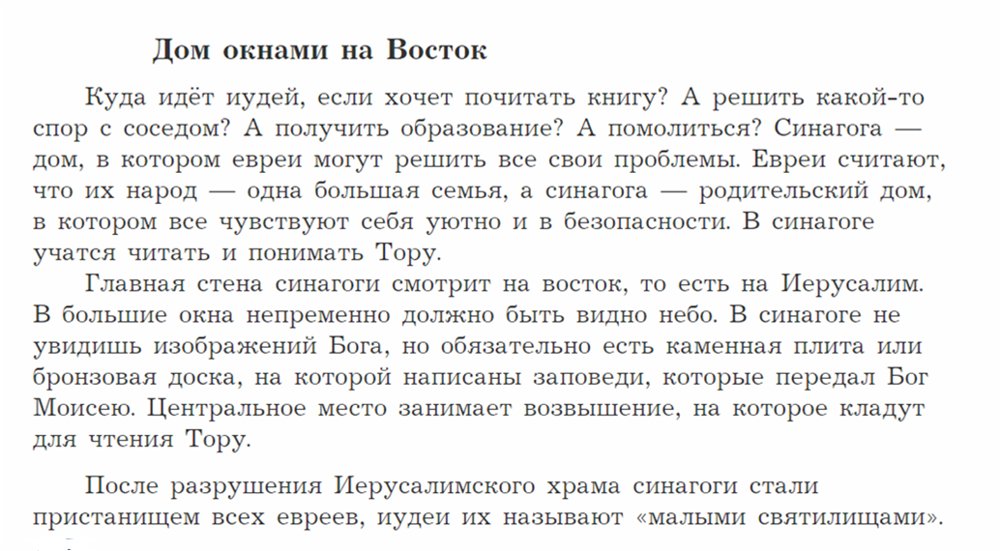 Дом окнами на Восток
Куда идёт иудей, если хочет почитать книгу? А решить какой-то
спор с соседом? А получить образование? А помолиться? Синагога —
дом, в котором евреи могут решить все свои проблемы. Евреи считают,
что их народ — одна большая семья, а синагога — родительский дом,
в котором все чувствуют себя уютно и в безопасности. В синагоге
учатся читать и понимать Тору.
Главная стена синагоги смотрит на восток, то есть на Иерусалим.
В большие окна непременно должно быть видно небо. В синагоге не
увидишь изображений Бога, но обязательно есть каменная плита или
бронзовая доска, на которой написаны заповеди, которые передал Бог
Моисею. Центральное место занимает возвышение, на которое кладут
для чтения Тору.
После разрушения Иерусалимского храма синагоги стали
пристанищем всех евреев, иудеи их называют «малыми святилищами».